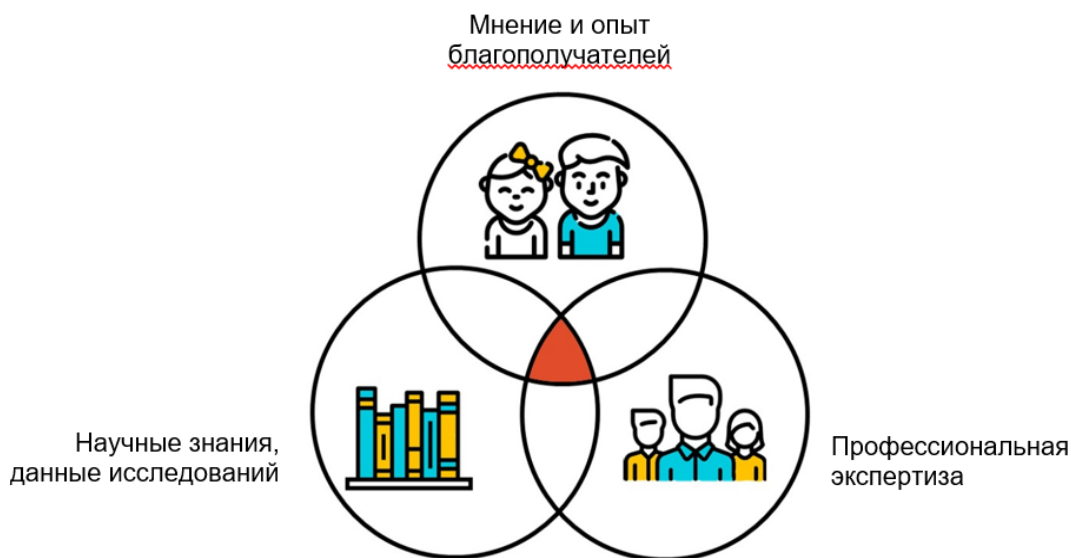 Мнение и опыт
благополучателей
Научные знания,
данные исследований
Профессиональная
экспертиза